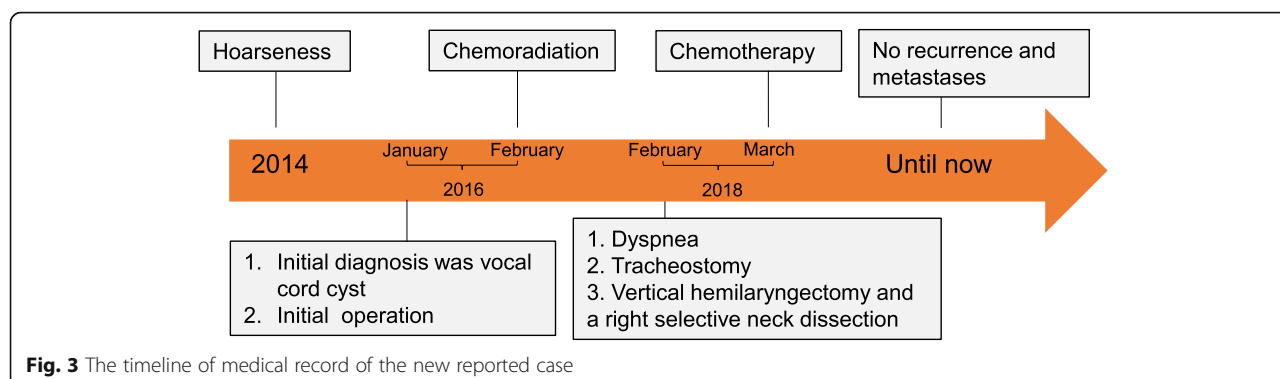 Hoarseness
Chemoradiation
Chemotherapy
No recurrence and
metastases
2014
January
February
2016
February
March
2018
Until now
1. Initial diagnosis was vocal
cord cyst
2. Initial operation
1. Dyspnea
2. Tracheostomy
3. Vertical hemilaryngectomy and
a right selective neck dissection
Fig. 3 The timeline of medical record of the new reported case